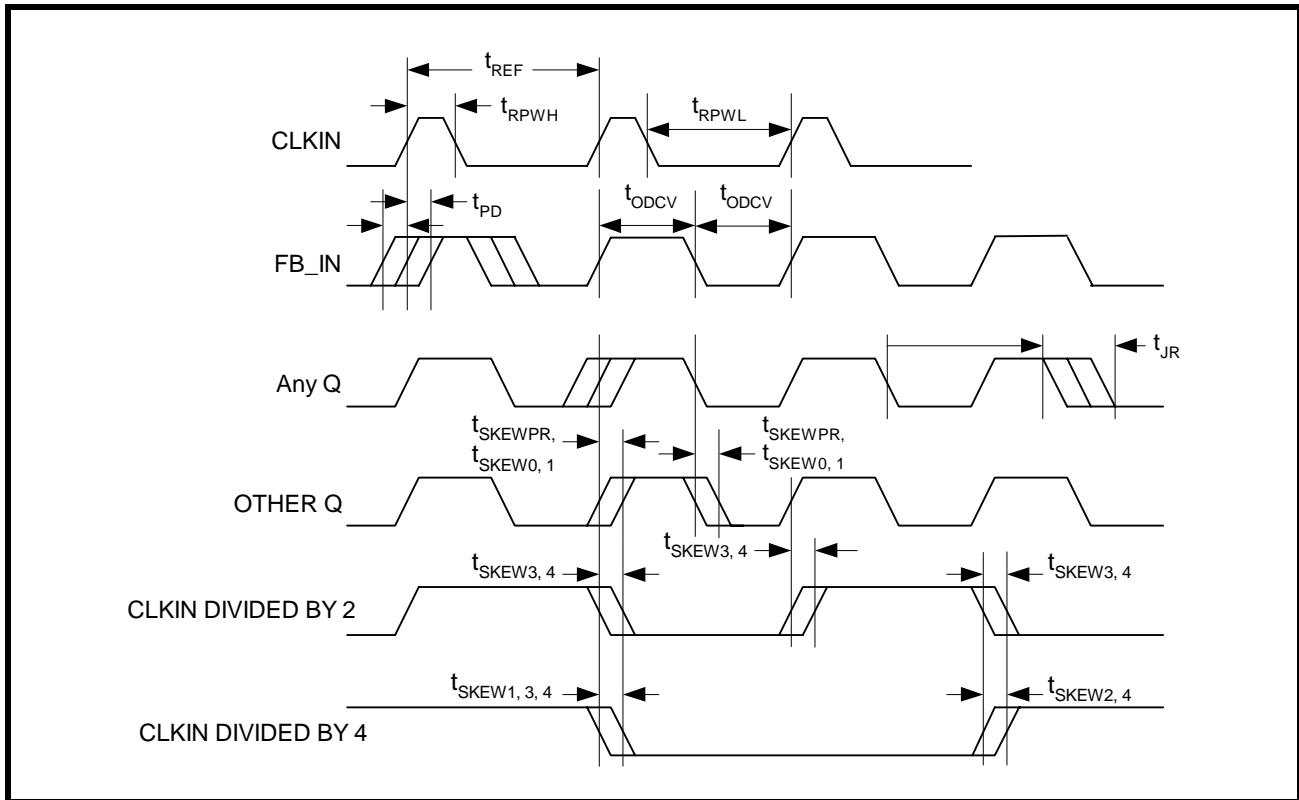 tREF
tRPWH
tRPWL
CLKIN
tPD
tODCV
tODCV
FB_IN
tJR
Any Q
tSKEWPR,
tSKEW0, 1
tSKEWPR,
tSKEW0, 1
OTHER Q
tSKEW3, 4
tSKEW3, 4
tSKEW3, 4
CLKIN DIVIDED BY 2
tSKEW1, 3, 4
tSKEW2, 4
CLKIN DIVIDED BY 4